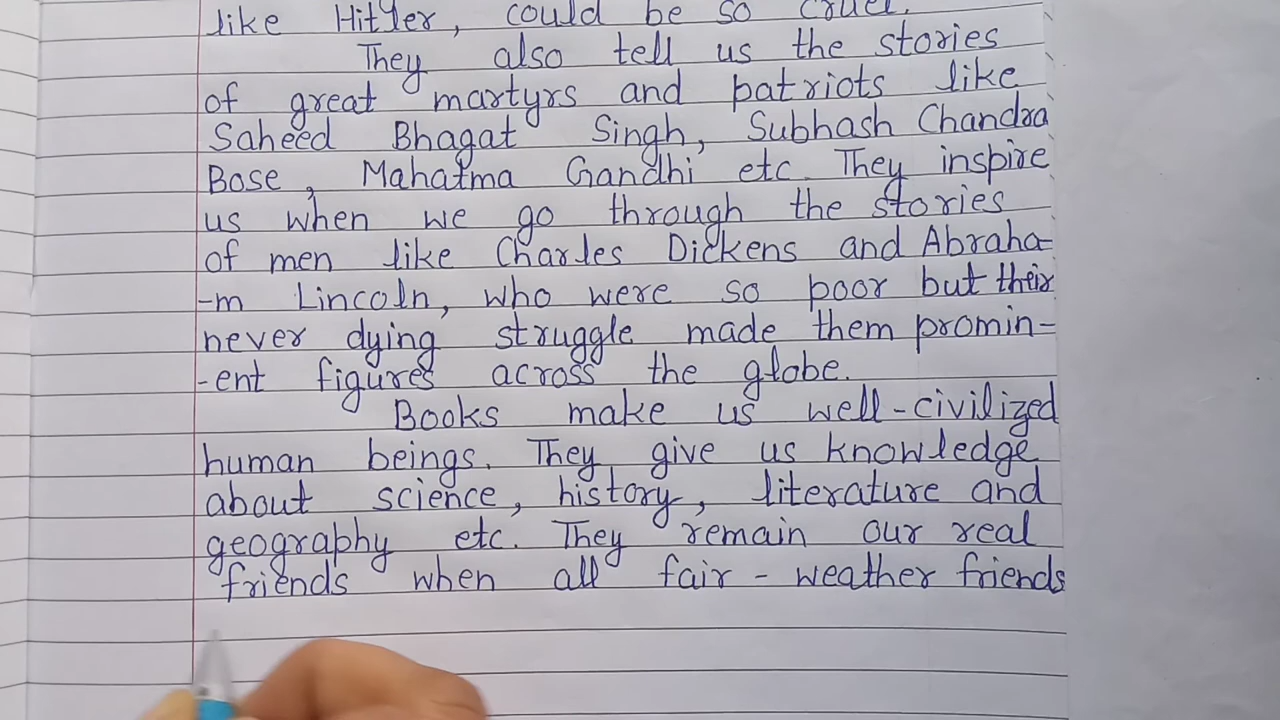 like Hitler, could be so cruel.
They also tell us the stories
of great martyrs and patriots like
Saheed Bhagat Singh, Subhash Chandra
Bose, Mahatma Gandhi etc. They inspire
us when we go through the stories
of men like Charles Dickens and Abraha-
-m Lincoln, who were so poor but their
never dying struggle made them promin-
-ent figures across the globe.
Books make us well-civilized
human beings. They give us knowledge
about science, history, literature and
geography etc. They remain our real
friends when all fair - weather friends